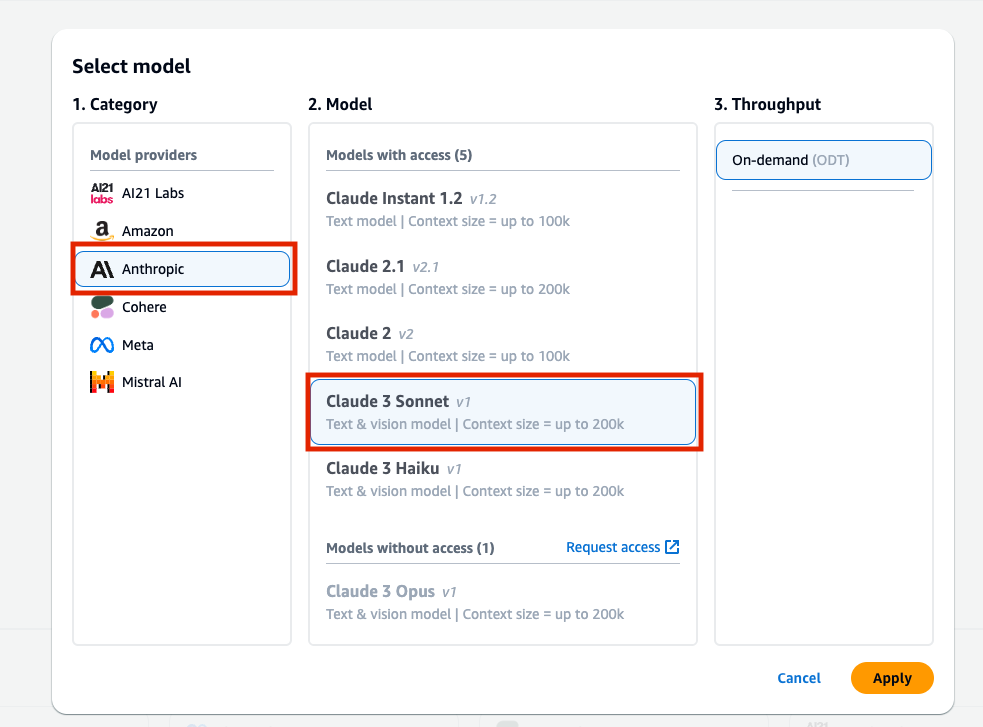 Select model
1. Category
2. Model
3. Throughput
Model providers
AI21 labs AI21 Labs
a Amazon
Anthropic
Cohere
Meta
Mistral AI
Models with access (5)
Claude Instant 1.2 v1.2
Text model | Context size = up to 100k
Claude 2.1 v2.1
Text model | Context size = up to 200k
Claude 2 v2
Text model | Context size = up to 100k
Claude 3 Sonnet v1
Text & vision model | Context size = up to 200k
Claude 3 Haiku v1
Text & vision model | Context size = up to 200k
Models without access (1) Request access
Claude 3 Opus v1
Text & vision model | Context size = up to 200k
On-demand (ODT)
Cancel
Apply
AI21